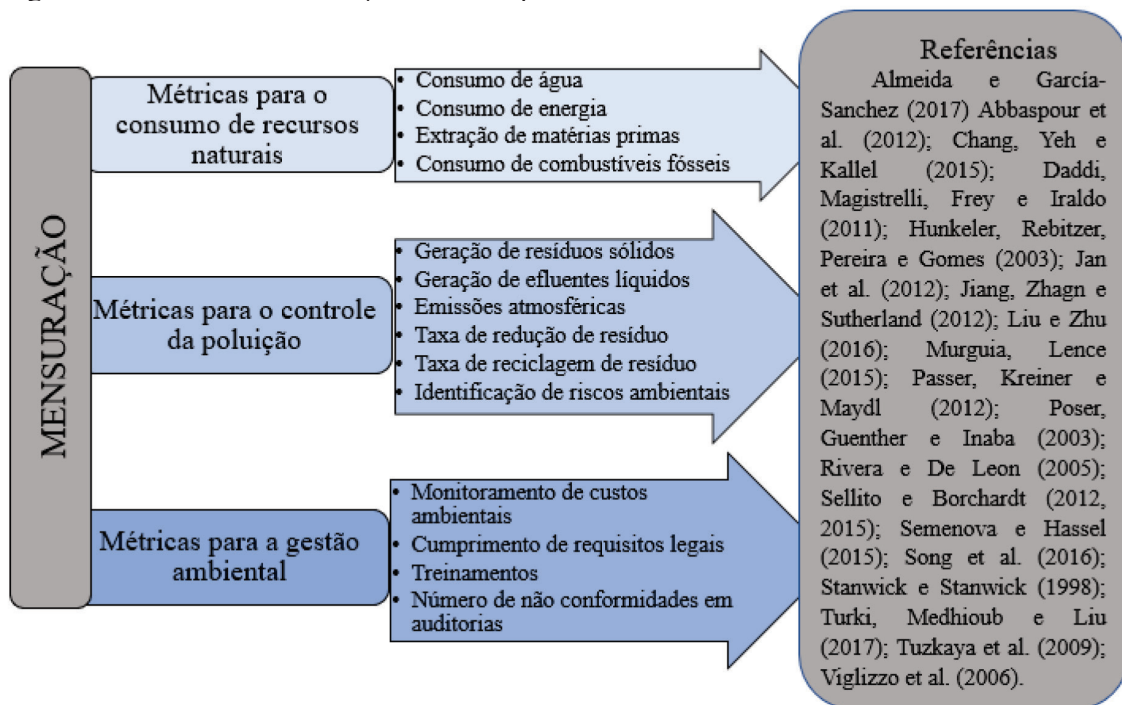 MENSURAÇÃO
Métricas para o
consumo de recursos
naturais
• Consumo de água
• Consumo de energia
• Extração de matérias primas
• Consumo de combustíveis fósseis
Métricas para o controle
da poluição
• Geração de resíduos sólidos
• Geração de efluentes líquidos
• Emissões atmosféricas
• Taxa de redução de resíduo
• Taxa de reciclagem de resíduo
• Identificação de riscos ambientais
Métricas para a gestão
ambiental
• Monitoramento de custos
ambientais
• Cumprimento de requisitos legais
• Treinamentos
• Número de não conformidades em
auditorias
Referências
Almeida e García-
Sanchez (2017) Abbaspour et
al. (2012); Chang, Yeh e
Kallel (2015); Daddi,
Magistrelli, Frey e Iraldo
(2011); Hunkeler, Rebitzer,
Pereira e Gomes (2003); Jan
et al. (2012); Jiang, Zhagn e
Sutherland (2012); Liu e Zhu
(2016); Murguia, Lence
(2015); Passer, Kreiner e
Maydl (2012); Poser,
Guenther e Inaba (2003);
Rivera e De Leon (2005);
Sellito e Borchardt (2012,
2015); Semenova e Hassel
(2015); Song et al. (2016);
Stanwick e Stanwick (1998);
Turki, Medhioub e Liu
(2017); Tuzkaya et al. (2009);
Viglizzo et al. (2006).